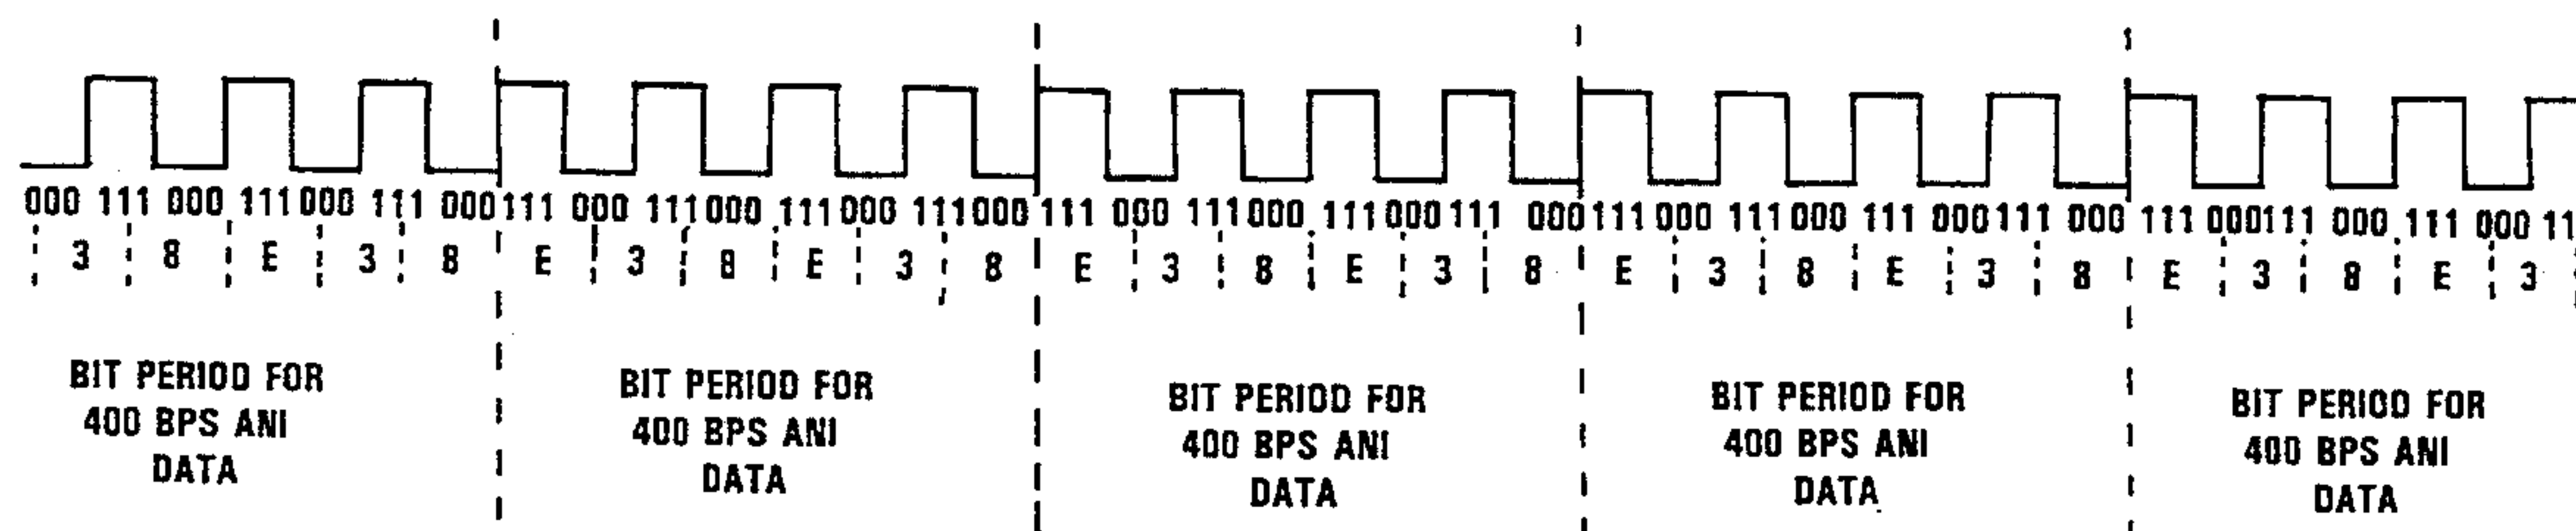 000 111 000 111 000 111 000 111 000 111 000 111 000 111 000 111 000 111 000 111 000 111 000 111 000 111 000 111 000 111 000 111 000 111 000 111 000 11
3 8 E 3 8 E 3 8 E 3 8 E 3 8 E 3 8 E 3 8 E 3 8 E 3 8 E 3
BIT PERIOD FOR
400 BPS ANI
DATA
BIT PERIOD FOR
400 BPS ANI
DATA
BIT PERIOD FOR
400 BPS ANI
DATA
BIT PERIOD FOR
400 BPS ANI
DATA
BIT PERIOD FOR
400 BPS ANI
DATA